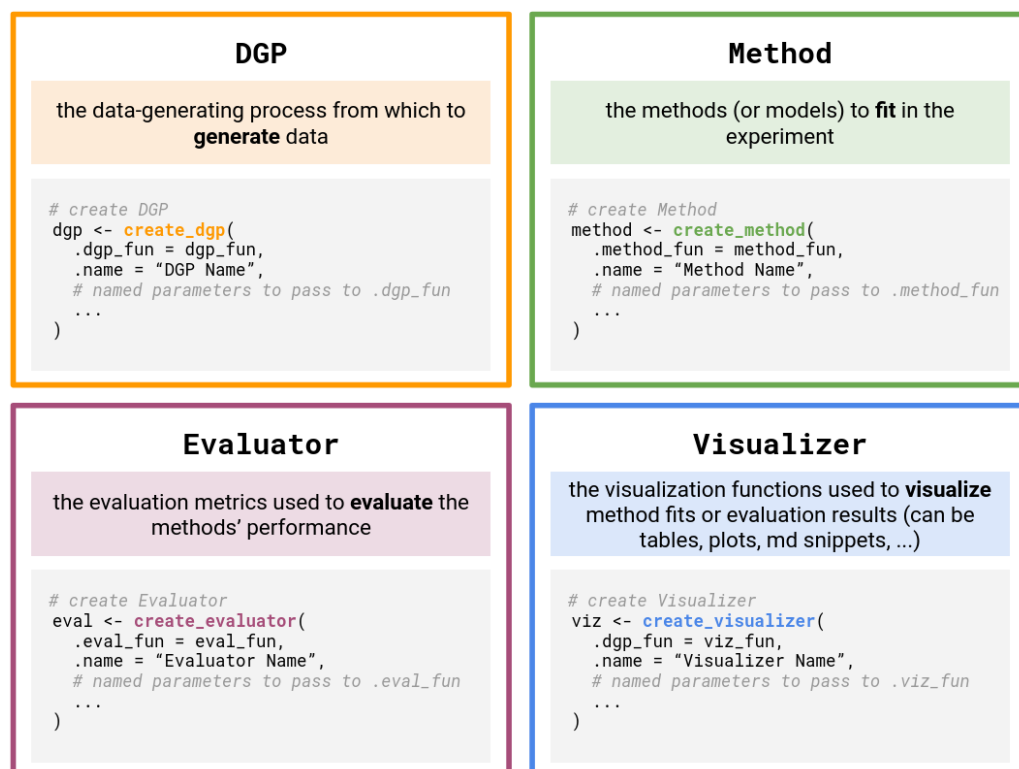 DGP
the data-generating process from which to
generate data
# create DGP
dgp <- create_dgp(
.dgp_fun = dgp_fun,
.name = “DGP Name”,
# named parameters to pass to .dgp_fun
...
)
Method
the methods (or models) to fit in the
experiment
# create Method
method <- create_method(
.method_fun = method_fun,
.name = “Method Name”,
# named parameters to pass to .method_fun
...
)
Evaluator
the evaluation metrics used to evaluate the
methods’ performance
# create Evaluator
eval <- create_evaluator(
.eval_fun = eval_fun,
.name = “Evaluator Name”,
# named parameters to pass to .eval_fun
...
)
Visualizer
the visualization functions used to visualize
method fits or evaluation results (can be
tables, plots, md snippets, ...)
# create Visualizer
viz <- create_visualizer(
.dgp_fun = viz_fun,
.name = “Visualizer Name”,
# named parameters to pass to .viz_fun
...
)